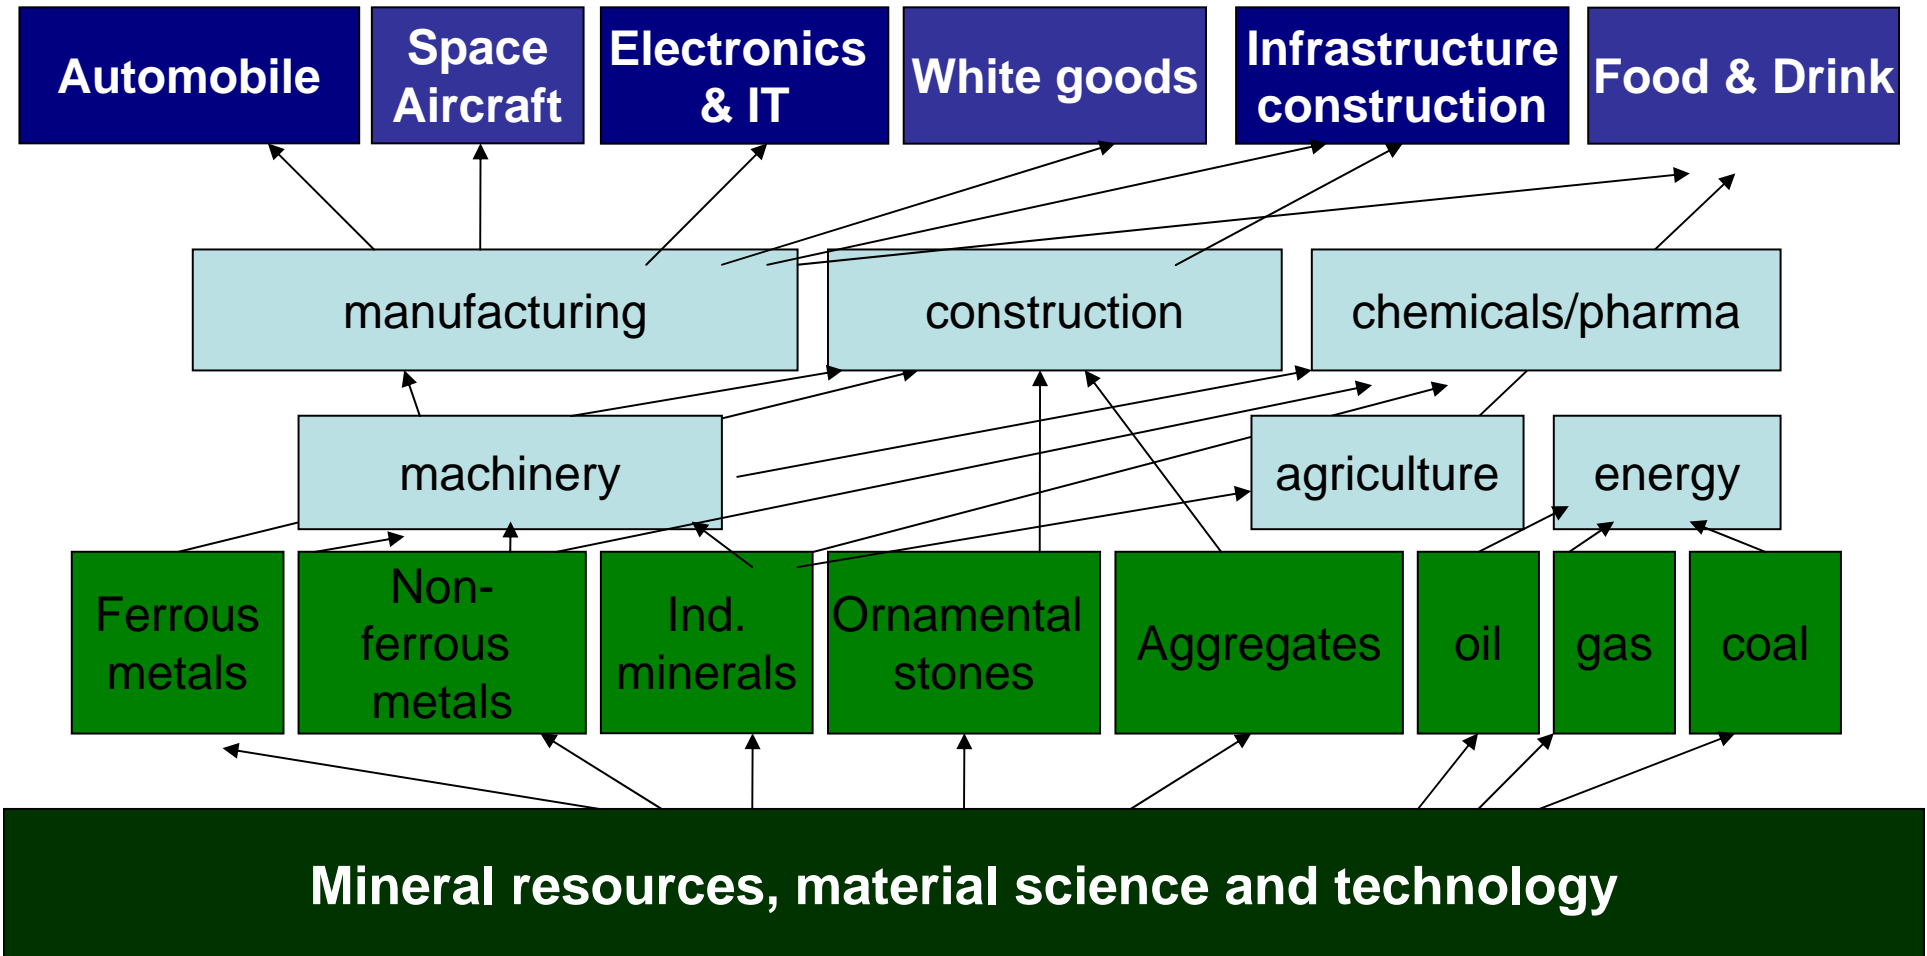 Automobile
Space
Aircraft
Electronics
& IT
White goods
Infrastructure
construction
Food & Drink
manufacturing
construction
chemicals/pharma
machinery
agriculture
energy
Ferrous
metals
Non-
ferrous
metals
Ind.
minerals
Ornamental
stones
Aggregates
oil
gas
coal
Mineral resources, material science and technology